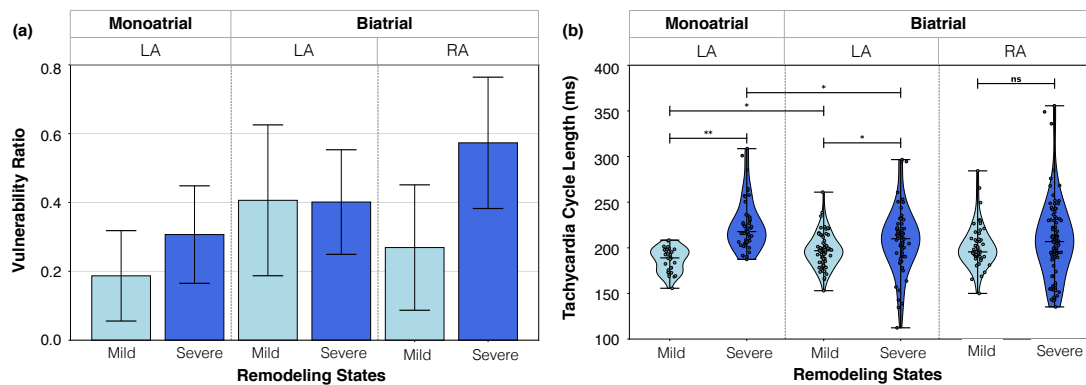 (a)
Monoatrial Biatrial
LA LA RA
0.8
0.6
0.4
0.2
0.0
Vulnerability Ratio
Mild Severe Mild Severe Mild Severe
Remodeling States
(b)
Monoatrial Biatrial
LA LA RA
400
350
300
250
200
150
100
Tachycardia Cycle Length (ms)
* ns
*
** *
Mild Severe Mild Severe Mild Severe
Remodeling States